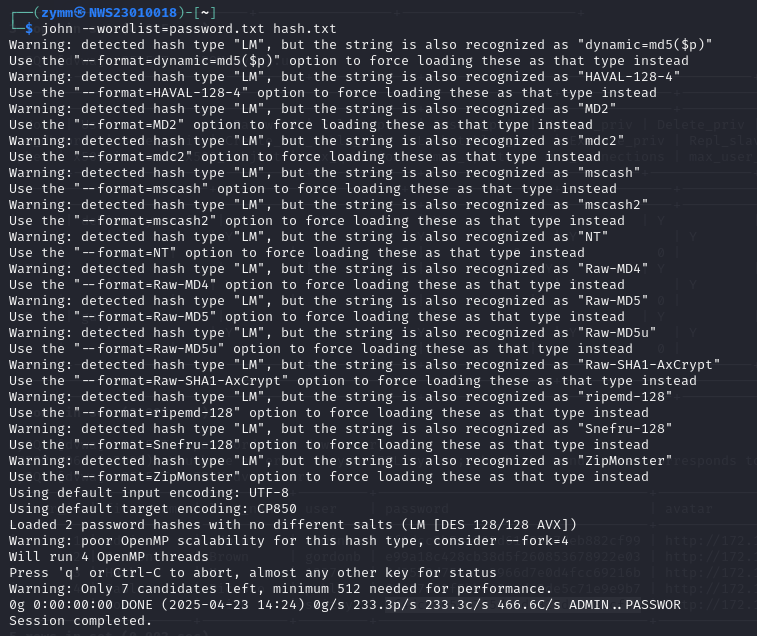 ┌──(zymm㉿NWS23010018)-[~]
└─$ john --wordlist=password.txt hash.txt
Warning: detected hash type "LM", but the string is also recognized as "dynamic=md5($p)"
Use the "--format=dynamic=md5($p)" option to force loading these as that type instead
Warning: detected hash type "LM", but the string is also recognized as "HAVAL-128-4"
Use the "--format=HAVAL-128-4" option to force loading these as that type instead
Warning: detected hash type "LM", but the string is also recognized as "MD2"
Use the "--format=MD2" option to force loading these as that type instead
Warning: detected hash type "LM", but the string is also recognized as "mdc2"
Use the "--format=mdc2" option to force loading these as that type instead
Warning: detected hash type "LM", but the string is also recognized as "mscash"
Use the "--format=mscash" option to force loading these as that type instead
Warning: detected hash type "LM", but the string is also recognized as "mscash2"
Use the "--format=mscash2" option to force loading these as that type instead
Warning: detected hash type "LM", but the string is also recognized as "NT"
Use the "--format=NT" option to force loading these as that type instead
Warning: detected hash type "LM", but the string is also recognized as "Raw-MD4"
Use the "--format=Raw-MD4" option to force loading these as that type instead
Warning: detected hash type "LM", but the string is also recognized as "Raw-MD5"
Use the "--format=Raw-MD5" option to force loading these as that type instead
Warning: detected hash type "LM", but the string is also recognized as "Raw-MD5u"
Use the "--format=Raw-MD5u" option to force loading these as that type instead
Warning: detected hash type "LM", but the string is also recognized as "Raw-SHA1-AxCrypt"
Use the "--format=Raw-SHA1-AxCrypt" option to force loading these as that type instead
Warning: detected hash type "LM", but the string is also recognized as "ripemd-128"
Use the "--format=ripemd-128" option to force loading these as that type instead
Warning: detected hash type "LM", but the string is also recognized as "Snefru-128"
Use the "--format=Snefru-128" option to force loading these as that type instead
Warning: detected hash type "LM", but the string is also recognized as "ZipMonster"
Use the "--format=ZipMonster" option to force loading these as that type instead
Using default input encoding: UTF-8
Using default target encoding: CP850
Loaded 2 password hashes with no different salts (LM [DES 128/128 AVX])
Warning: poor OpenMP scalability for this hash type, consider --fork=4
Will run 4 OpenMP threads
Press 'q' or Ctrl-C to abort, almost any other key for status
Warning: Only 7 candidates left, minimum 512 needed for performance.
0g 0:00:00:00 DONE (2025-04-23 14:24) 0g/s 233.3p/s 233.3c/s 466.6C/s ADMIN..PASSWOR
Session completed.